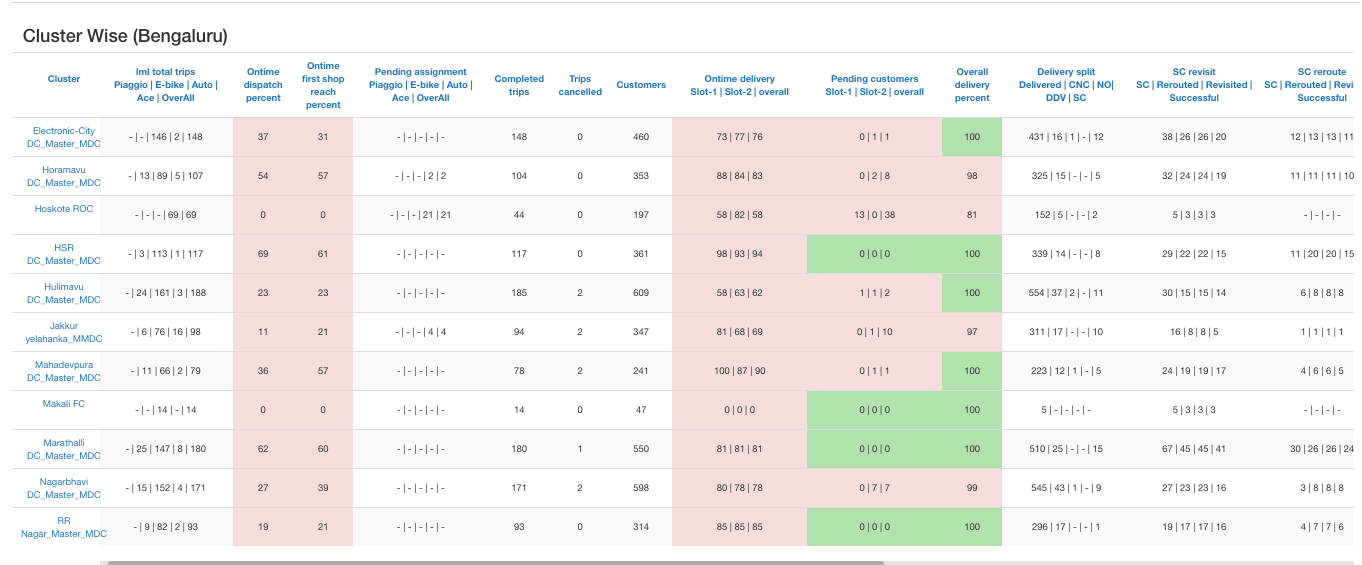 Cluster Wise (Bengaluru)
Cluster
Iml total trips
Piaggio | E-bike | Auto |
Ace | OverAll
Ontime
dispatch
percent
Ontime
first shop
reach
percent
Pending assignment
Piaggio | E-bike | Auto |
Ace | OverAll
Completed
trips
Trips
cancelled
Customers
Ontime delivery
Slot-1 | Slot-2 | overall
Pending customers
Slot-1 | Slot-2 | overall
Overall
delivery
percent
Delivery split
Delivered | CNC | NO|
DDV | SC
SC revisit
SC | Rerouted | Revisited |
Successful
SC reroute
SC | Rerouted | Revi
Successful
Electronic-City
DC_Master_MDC
- | - | 146 | 2 | 148
37
31
- | - | - | - | -
148
0
460
73 | 77 | 76
0 | 1 | 1
100
431 | 16 | 1 | - | 12
38 | 26 | 26 | 20
12 | 13 | 13 | 11
Horamavu
DC_Master_MDC
- | 13 | 89 | 5 | 107
54
57
- | - | - | 2 | 2
104
0
353
88 | 84 | 83
0 | 2 | 8
98
325 | 15 | - | - | 5
32 | 24 | 24 | 19
11 | 11 | 11 | 10
Hoskote ROC
- | - | - | 69 | 69
0
0
- | - | - | 21 | 21
44
0
197
58 | 82 | 58
13 | 0 | 38
81
152 | 5 | - | - | 2
5 | 3 | 3 | 3
- | - | - | -
HSR
DC_Master_MDC
- | 3 | 113 | 1 | 117
69
61
- | - | - | - | -
117
0
361
98 | 93 | 94
0 | 0 | 0
100
339 | 14 | - | - | 8
29 | 22 | 22 | 15
11 | 20 | 20 | 15
Hulimavu
DC_Master_MDC
- | 24 | 161 | 3 | 188
23
23
- | - | - | - | -
185
2
609
58 | 63 | 62
1 | 1 | 2
100
554 | 37 | 2 | - | 11
30 | 15 | 15 | 14
6 | 8 | 8 | 8
Jakkur
yelahanka_MMDC
- | 6 | 76 | 16 | 98
11
21
- | - | - | 4 | 4
94
2
347
81 | 68 | 69
0 | 1 | 10
97
311 | 17 | - | - | 10
16 | 8 | 8 | 5
1 | 1 | 1 | 1
Mahadevpura
DC_Master_MDC
- | 11 | 66 | 2 | 79
36
57
- | - | - | - | -
78
2
241
100 | 87 | 90
0 | 1 | 1
100
223 | 12 | 1 | - | 5
24 | 19 | 19 | 17
4 | 6 | 6 | 5
Makali FC
- | - | 14 | - | 14
0
0
- | - | - | - | -
14
0
47
0 | 0 | 0
0 | 0 | 0
100
5 | - | - | - | -
5 | 3 | 3 | 3
- | - | - | -
Marathalli
DC_Master_MDC
- | 25 | 147 | 8 | 180
62
60
- | - | - | - | -
180
1
550
81 | 81 | 81
0 | 0 | 0
100
510 | 25 | - | - | 15
67 | 45 | 45 | 41
30 | 26 | 26 | 24
Nagarbhavi
DC_Master_MDC
- | 15 | 152 | 4 | 171
27
39
- | - | - | - | -
171
2
598
80 | 78 | 78
0 | 7 | 7
99
545 | 43 | 1 | - | 9
27 | 23 | 23 | 16
3 | 8 | 8 | 8
RR
Nagar_Master_MDC
- | 9 | 82 | 2 | 93
19
21
- | - | - | - | -
93
0
314
85 | 85 | 85
0 | 0 | 0
100
296 | 17 | - | - | 1
19 | 17 | 17 | 16
4 | 7 | 7 | 6